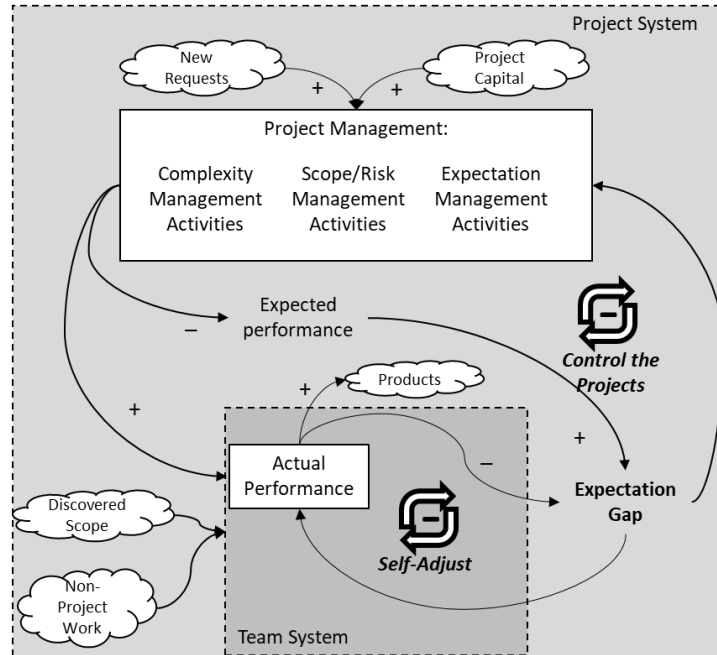 Project System
New
Requests
Project
Capital
+
+
Project Management:
Complexity
Management
Activities
Scope/Risk
Management
Activities
Expectation
Management
Activities
–
Expected
performance
–
Control the
Projects
+
Products
+
+
Actual
Performance
–
Expectation
Gap
Discovered
Scope
–
Self-Adjust
Non-
Project
Work
Team System